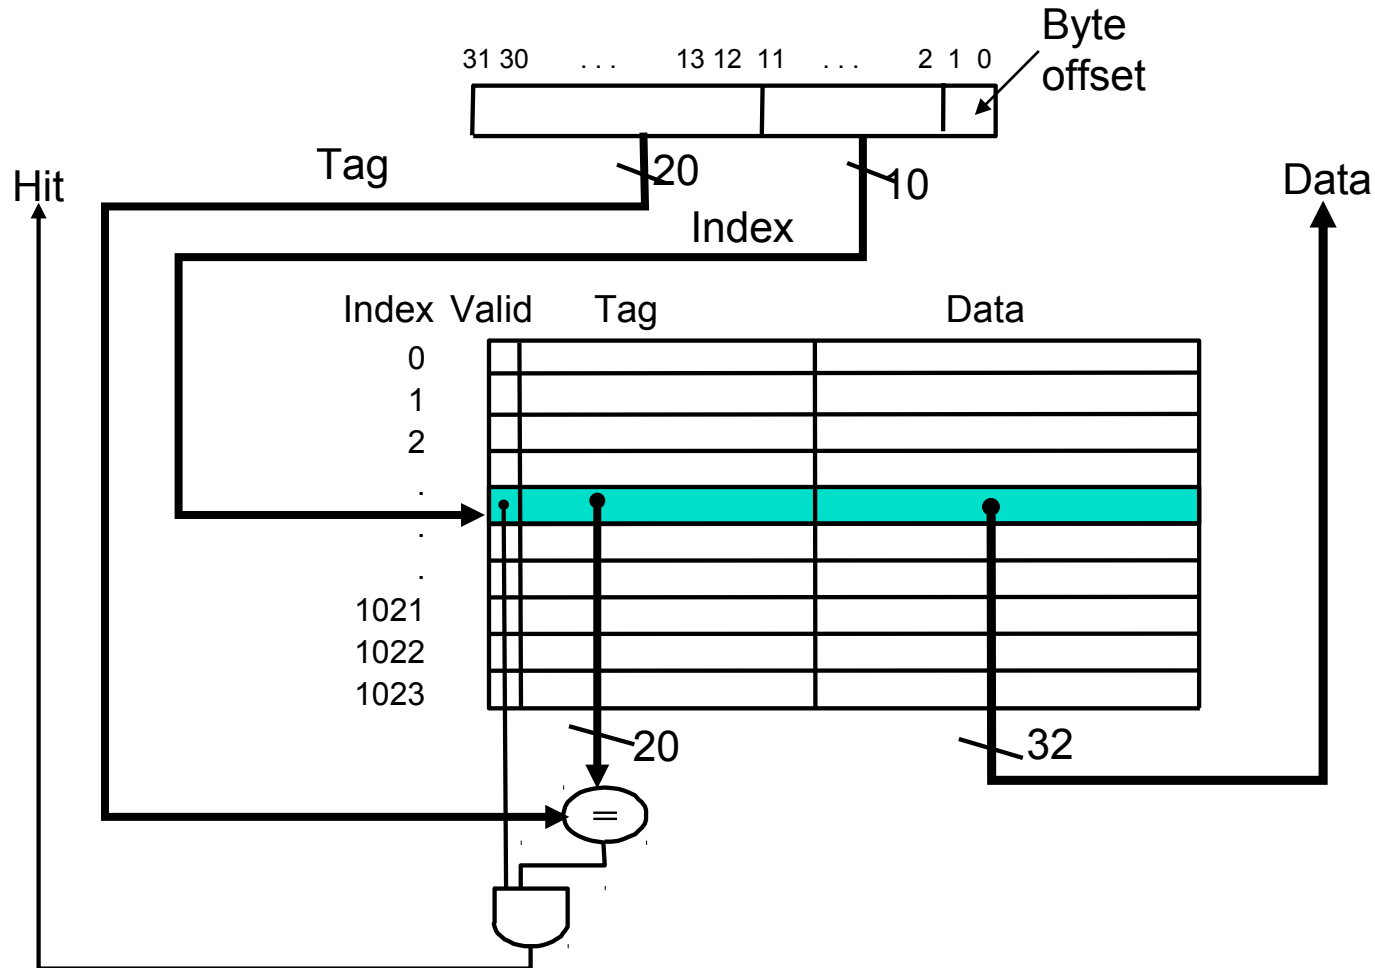 Byte
offset
31 30 . . . 13 12 11 . . . 2 1 0
Tag
20
10
Hit
Data
Index
Index Valid Tag Data
0
1
2
.
.
.
1021
1022
1023
20
32
=